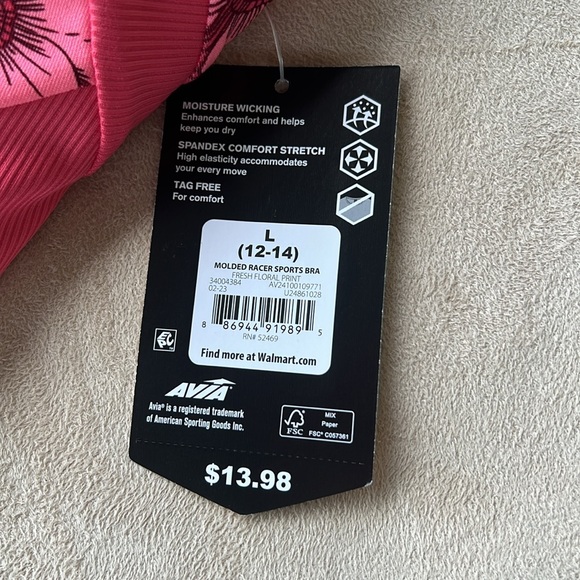 MOISTURE WICKING
Enhances comfort and helps
keep you dry
SPANDEX COMFORT STRETCH
High elasticity accommodates
your every move
TAG FREE
For comfort
L
(12-14)
MOLDED RACER SPORTS BRA
FRESH FLORAL PRINT
34004384 AV24100109771
02-23 U24861028
8 86944 91989 5
RN# 52469
Find more at Walmart.com
AVIA
Avia® is a registered trademark
of American Sporting Goods Inc.
FSC
MIX
Paper
FSC® C057361
$13.98